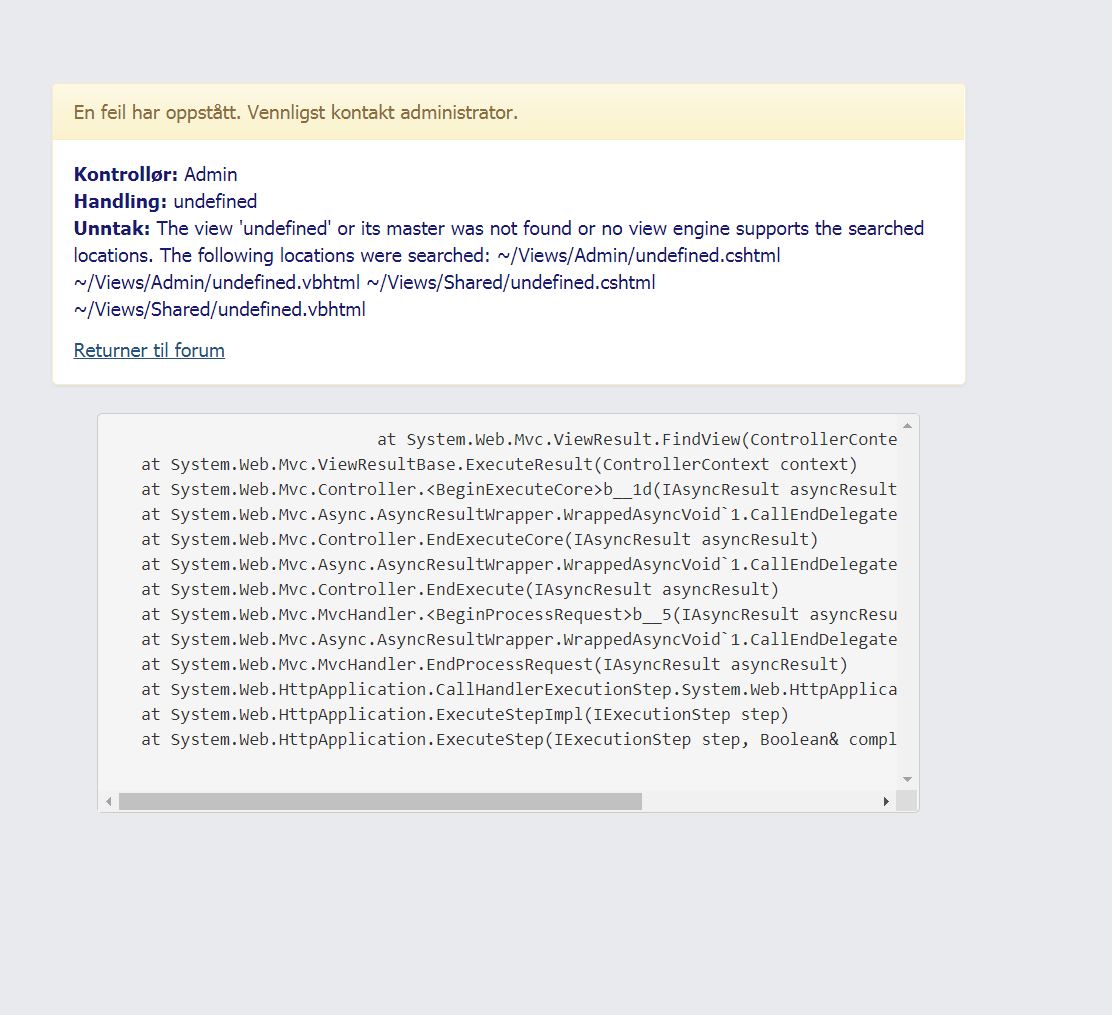 En feil har oppstått. Vennligst kontakt administrator.
Kontrollør: Admin
Handling: undefined
Unntak: The view 'undefined' or its master was not found or no view engine supports the searched
locations. The following locations were searched: ~/Views/Admin/undefined.cshtml
~/Views/Admin/undefined.vbhtml ~/Views/Shared/undefined.cshtml
~/Views/Shared/undefined.vbhtml
Returner til forum
at System.Web.Mvc.ViewResult.FindView(ControllerConte
at System.Web.Mvc.ViewResultBase.ExecuteResult(ControllerContext context)
at System.Web.Mvc.Controller.<BeginExecuteCore>b__1d(IAsyncResult asyncResult
at System.Web.Mvc.Async.AsyncResultWrapper.WrappedAsyncVoid`1.CallEndDelegate
at System.Web.Mvc.Controller.EndExecuteCore(IAsyncResult asyncResult)
at System.Web.Mvc.Async.AsyncResultWrapper.WrappedAsyncVoid`1.CallEndDelegate
at System.Web.Mvc.Controller.EndExecute(IAsyncResult asyncResult)
at System.Web.Mvc.MvcHandler.<BeginProcessRequest>b__5(IAsyncResult asyncResu
at System.Web.Mvc.Async.AsyncResultWrapper.WrappedAsyncVoid`1.CallEndDelegate
at System.Web.Mvc.MvcHandler.EndProcessRequest(IAsyncResult asyncResult)
at System.Web.HttpApplication.CallHandlerExecutionStep.System.Web.HttpApplica
at System.Web.HttpApplication.ExecuteStepImpl(IExecutionStep step)
at System.Web.HttpApplication.ExecuteStep(IExecutionStep step, Boolean& compl